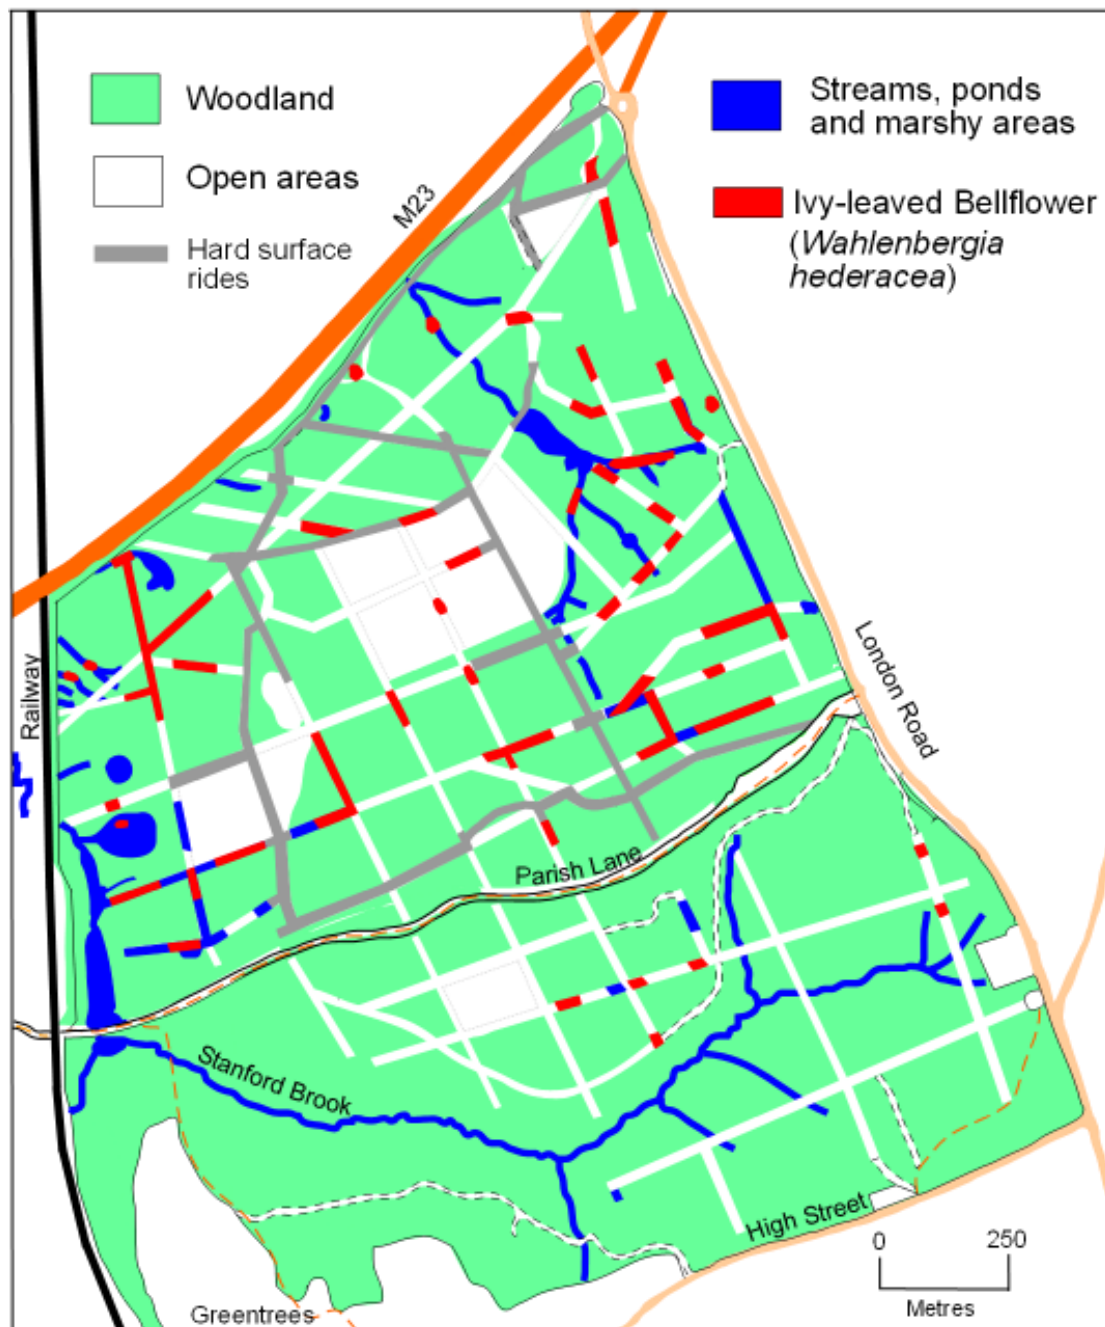 Woodland
Open areas
Hard surface
rides
M23
Streams, ponds
and marshy areas
Ivy-leaved Bellflower
(Wahlenbergia
hederacea)
Railway
London Road
Parish Lane
Stanford Brook
High Street
0 250
Metres
Greentrees